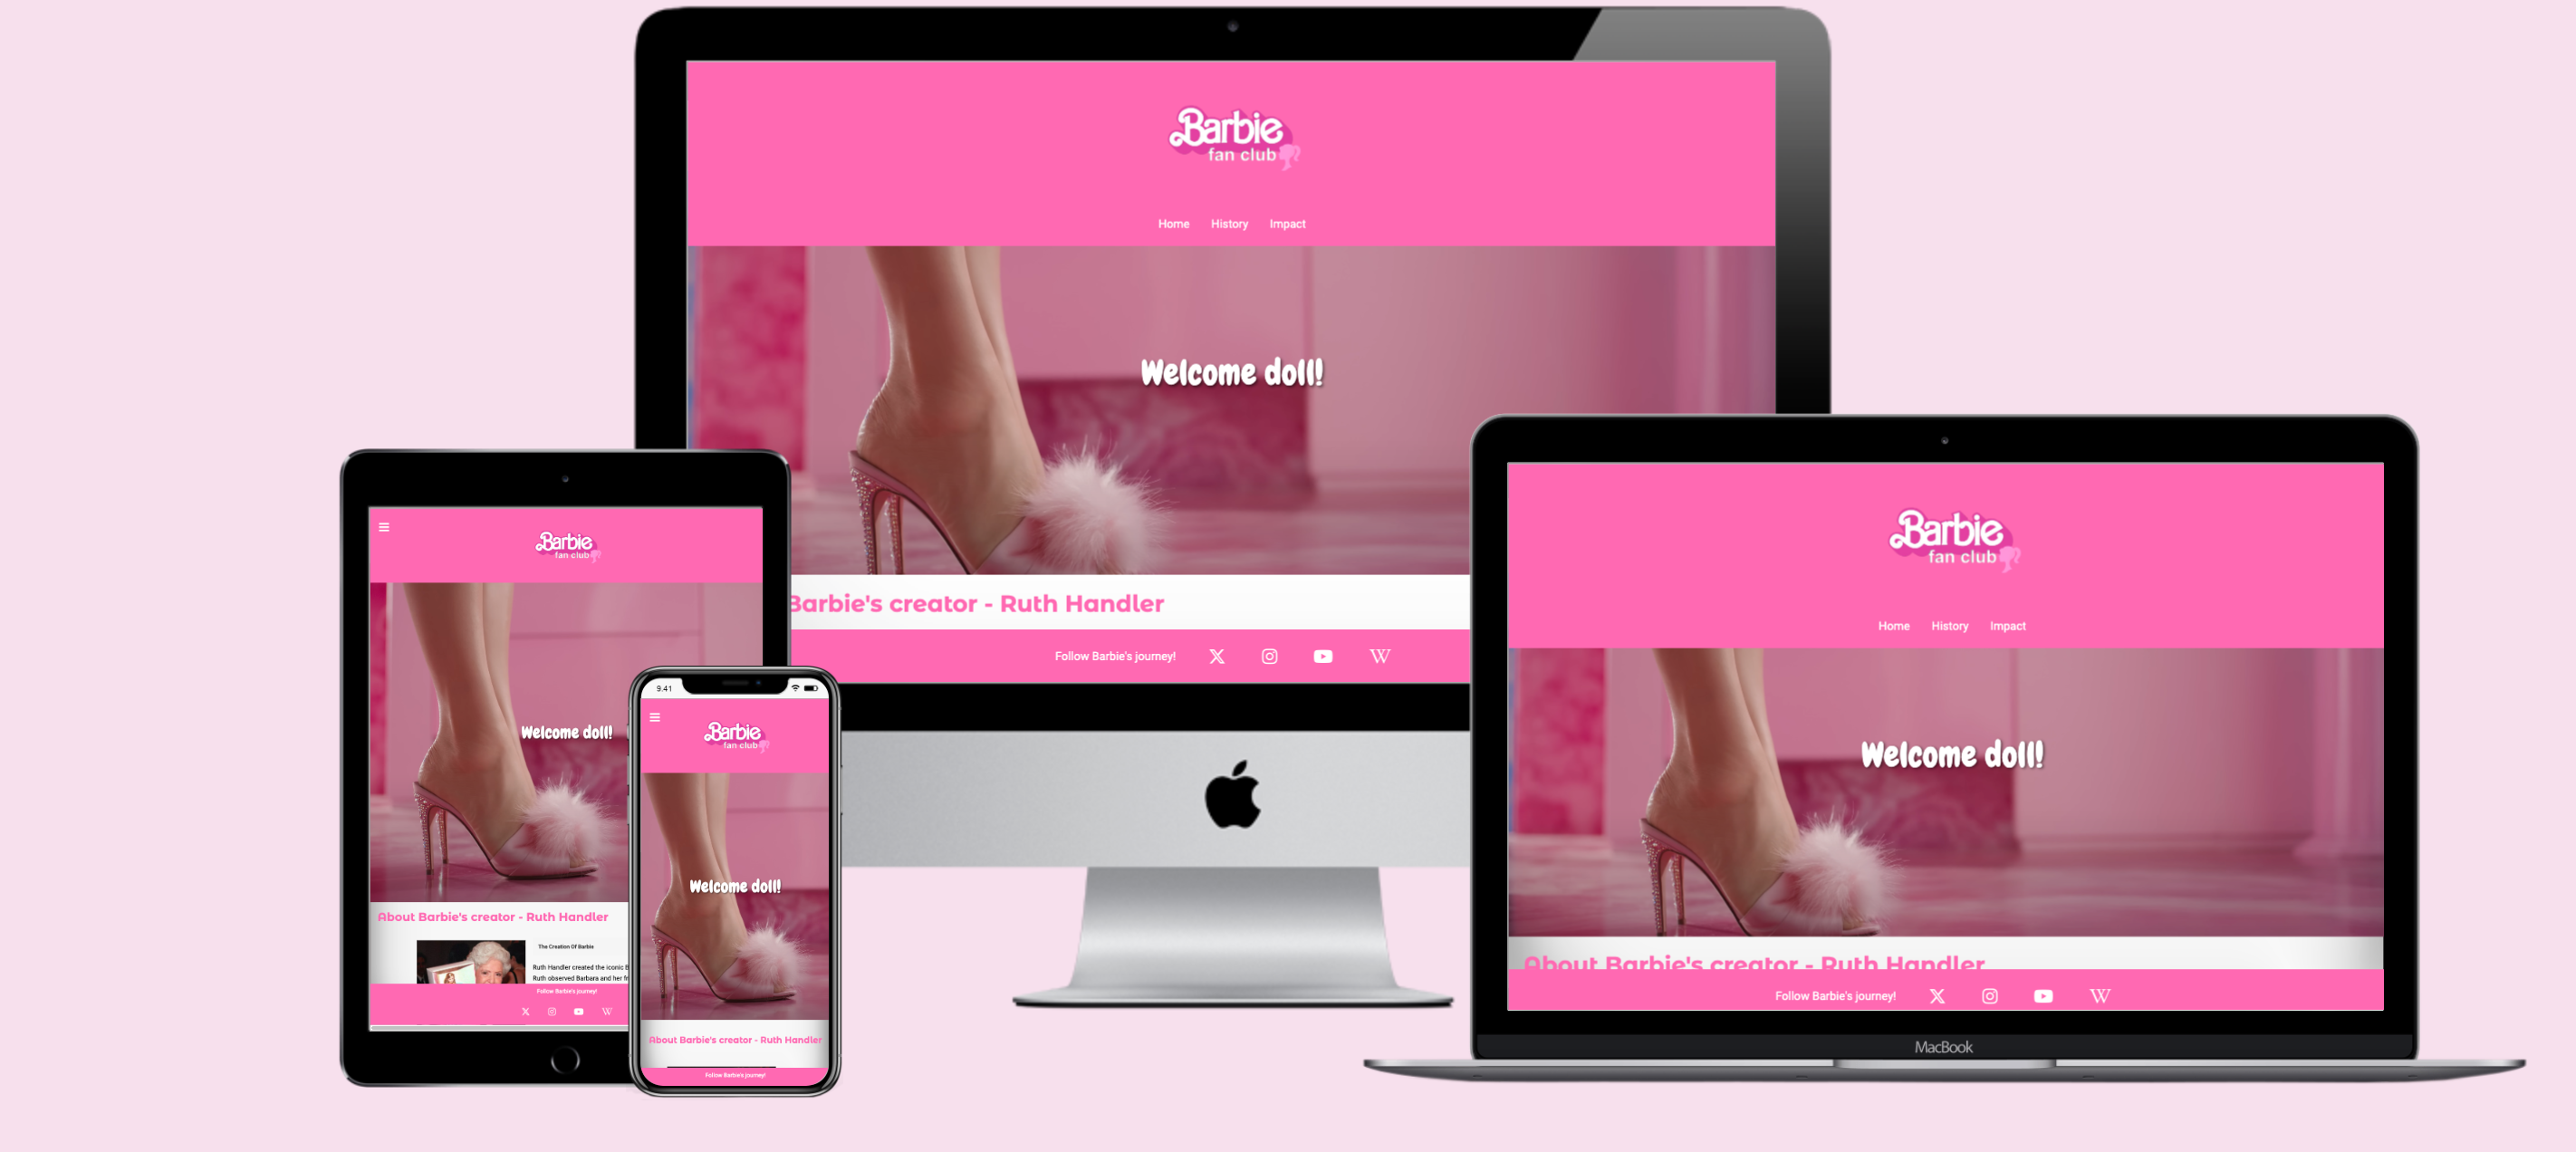 Barbie
fan club
Home History Impact
Welcome doll!
Barbie's creator - Ruth Handler
Follow Barbie's journey!
Barbie
fan club
Welcome doll!
About Barbie's creator - Ruth Handler
The Creation Of Barbie
Ruth Handler created the iconic B
Ruth observed Barbara and her fr
Follow Barbie's journey!
9.41
Barbie
fan club
Welcome doll!
About Barbie's creator - Ruth Handler
Follow Barbie's journey!
Barbie
fan club
Home History Impact
Welcome doll!
About Barbie's creator - Ruth Handler
Follow Barbie's journey!
MacBook